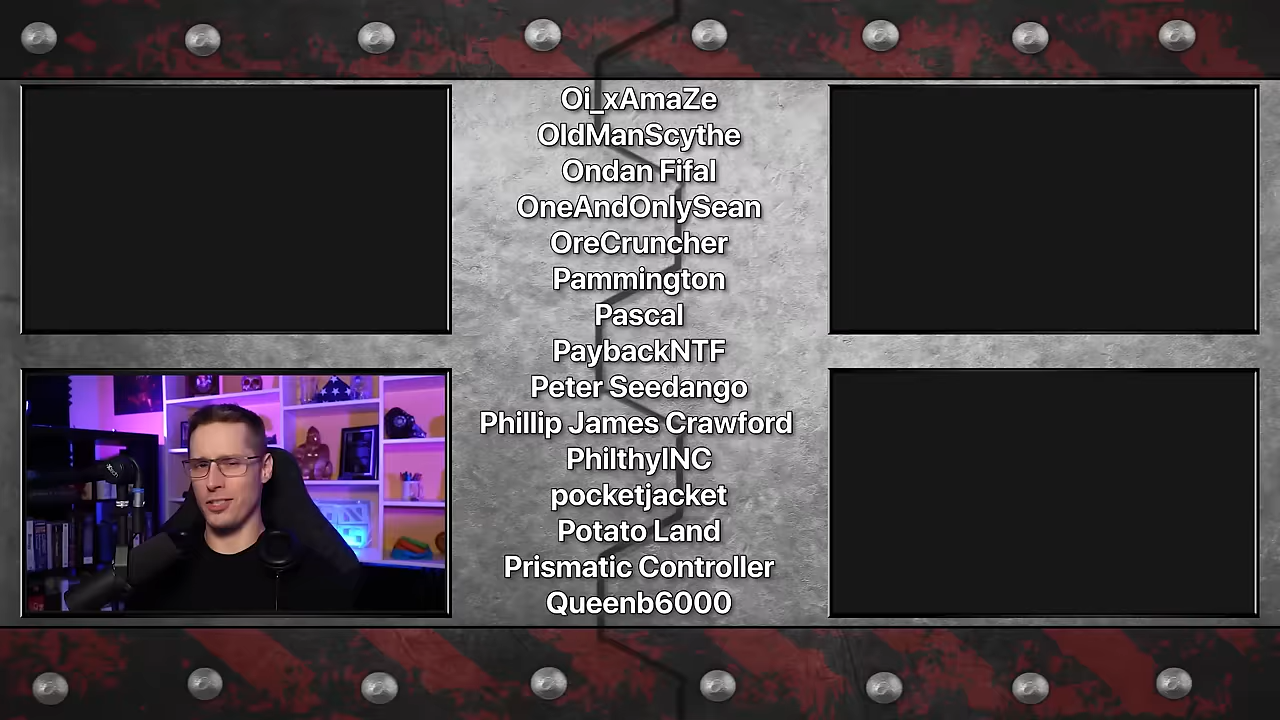 Oi_xAmaZe
OldManScythe
Ondan Fifal
OneAndOnlySean
OreCruncher
Pammington
Pascal
PaybackNTF
Peter Seedango
Phillip James Crawford
PhilthyINC
pocketjacket
Potato Land
Prismatic Controller
Queenb6000